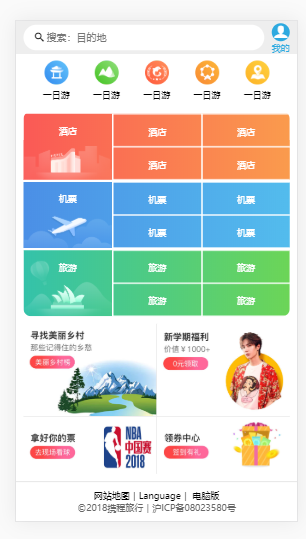 搜索：目的地
我的
一日游 一日游 一日游 一日游 一日游
酒店 酒店 酒店
酒店 酒店
机票 机票 机票
机票 机票
旅游 旅游 旅游
旅游 旅游
寻找美丽乡村
那些记得住的乡愁
美丽乡村榜
新学期福利
价值￥1000+
0元领取
拿好你的票
去现场看球
NBA
中国赛
2018
领券中心
签到有礼
网站地图 | Language | 电脑版
©2018携程旅行 | 沪ICP备08023580号